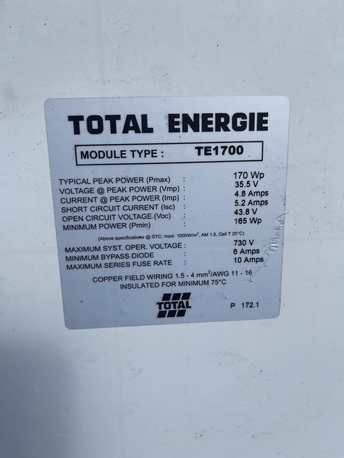 TOTAL ENERGIE
MODULE TYPE : TE1700
TYPICAL PEAK POWER (Pmax) : 170 Wp
VOLTAGE @ PEAK POWER (Vmp) : 35.5 V
CURRENT @ PEAK POWER (Imp) : 4.8 Amps
SHORT CIRCUIT CURRENT (Isc) : 5.2 Amps
OPEN CIRCUIT VOLTAGE (Voc) : 43.8 V
MINIMUM POWER (Pmin) : 165 Wp
(Above specifications @ STC: Insol. 1000W/m², AM 1.5, Cell T 25°C)
MAXIMUM SYST. OPER. VOLTAGE : 730 V
MINIMUM BYPASS DIODE : 6 Amps
MAXIMUM SERIES FUSE RATE : 10 Amps
COPPER FIELD WIRING 1.5 - 4 mm²/AWG 11 - 16
INSULATED FOR MINIMUM 75°C
TOTAL P 172.1